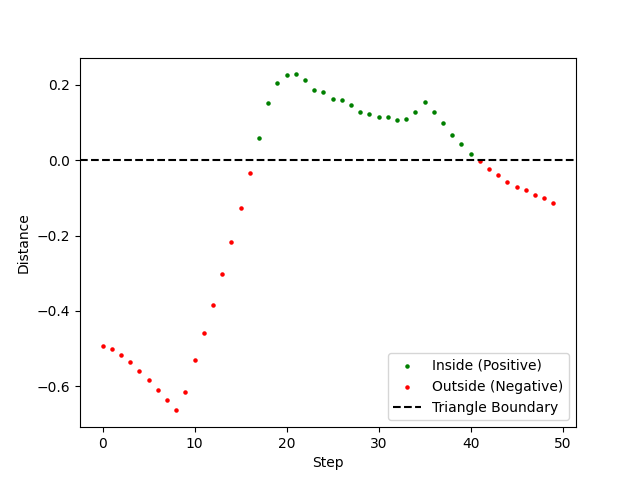 0.2
0.0
−0.2
−0.4
−0.6
Distance
0
10
20
30
40
50
Step
Inside (Positive)
Outside (Negative)
Triangle Boundary